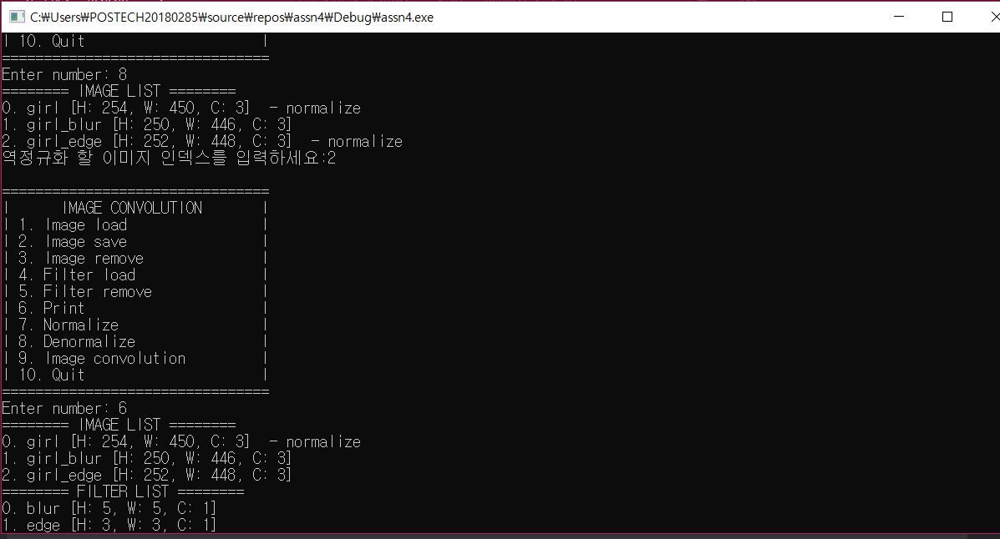 C:₩Users₩POSTECH20180285₩source₩repos₩assn4₩Debug₩assn4.exe
| 10. Quit |
================================
Enter number: 8
======== IMAGE LIST ========
0. girl [H: 254, W: 450, C: 3] - normalize
1. girl_blur [H: 250, W: 446, C: 3]
2. girl_edge [H: 252, W: 448, C: 3] - normalize
역정규화 할 이미지 인덱스를 입력하세요:2
================================
| IMAGE CONVOLUTION |
| 1. Image load |
| 2. Image save |
| 3. Image remove |
| 4. Filter load |
| 5. Filter remove |
| 6. Print |
| 7. Normalize |
| 8. Denormalize |
| 9. Image convolution |
| 10. Quit |
================================
Enter number: 6
======== IMAGE LIST ========
0. girl [H: 254, W: 450, C: 3] - normalize
1. girl_blur [H: 250, W: 446, C: 3]
2. girl_edge [H: 252, W: 448, C: 3]
======== FILTER LIST ========
0. blur [H: 5, W: 5, C: 1]
1. edge [H: 3, W: 3, C: 1]